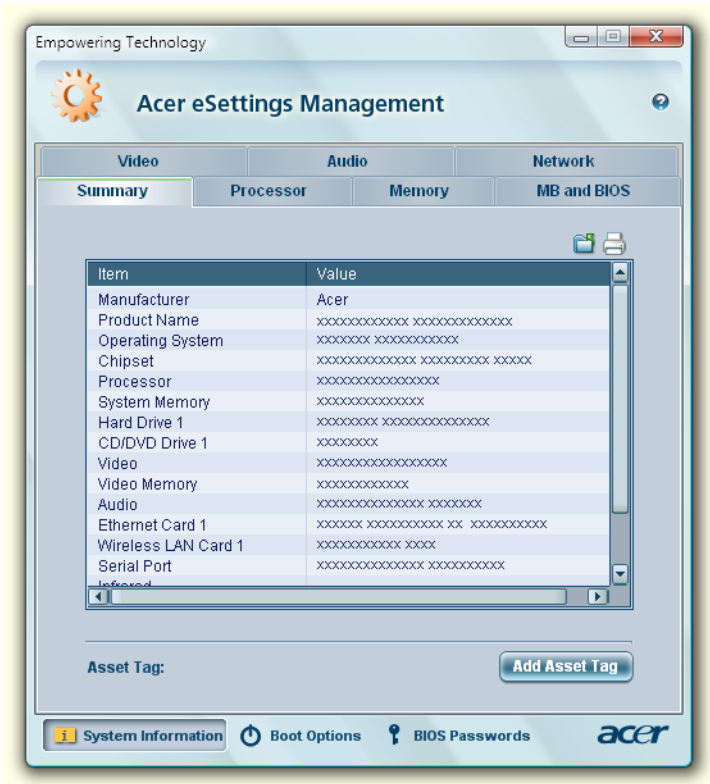 Empowering Technology
Acer eSettings Management
Video Audio Network
Summary Processor Memory MB and BIOS
Item Value
Manufacturer Acer
Product Name xxxxxxxxxxxx xxxxxxxxxxxxx
Operating System xxxxxxx xxxxxxxxxxx
Chipset xxxxxxxxxxxxx xxxxxxxxx xxxxx
Processor xxxxxxxxxxxxxxxx
System Memory xxxxxxxxxxxxxx
Hard Drive 1 xxxxxxxx xxxxxxxxxxxxxx
CD/DVD Drive 1 xxxxxxxx
Video xxxxxxxxxxxxxxxxx
Video Memory xxxxxxxxxxxx
Audio xxxxxxxxxxxxxx xxxxxxx
Ethernet Card 1 xxxxxx xxxxxxxxxx xx xxxxxxxxxx
Wireless LAN Card 1 xxxxxxxxxxx xxxx
Serial Port xxxxxxxxxxxxxx xxxxxxxxxx
Infrared
Asset Tag: Add Asset Tag
i System Information Boot Options BIOS Passwords acer